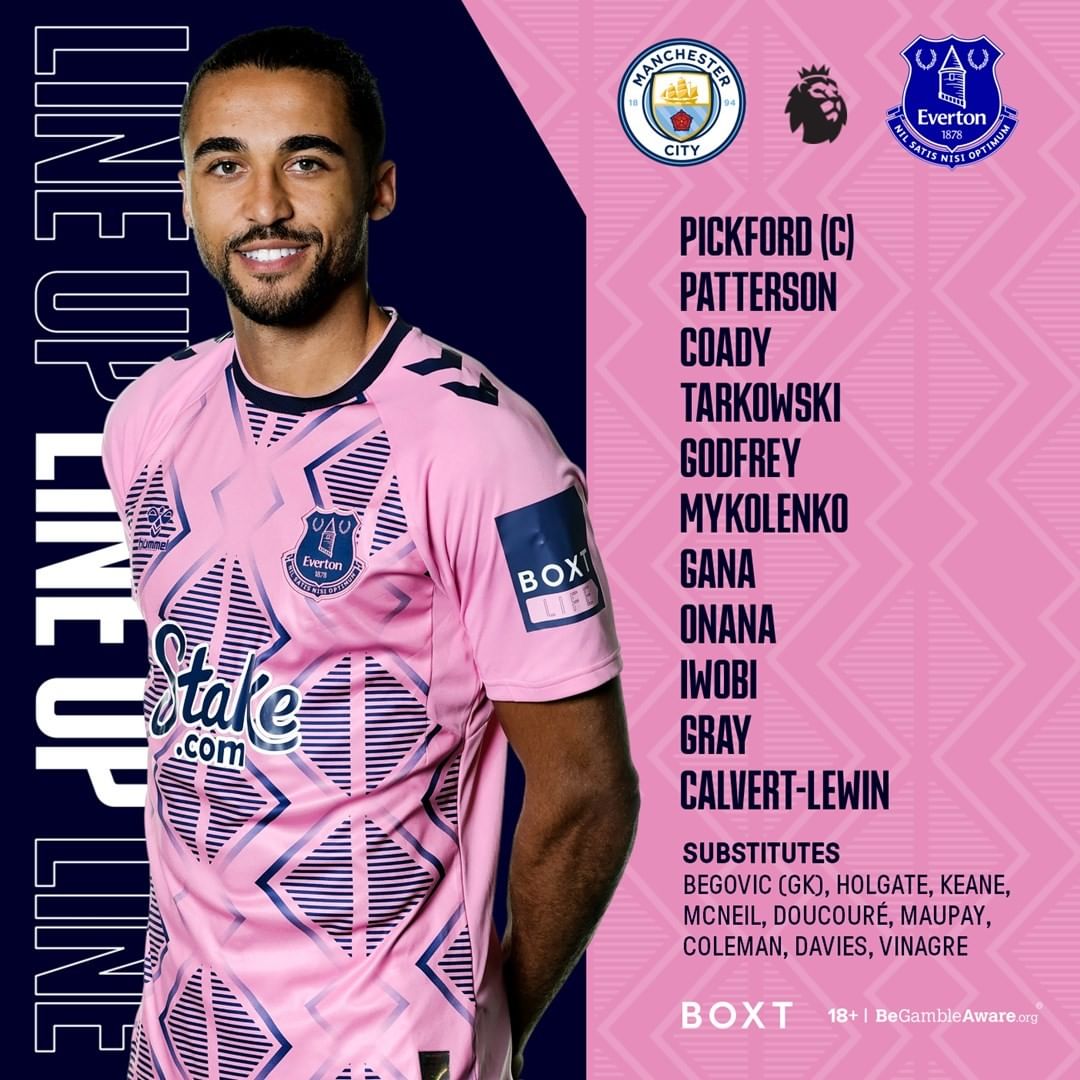 LINE UP LINE UP LINE
MANCHESTER
18 94
CITY
Everton
1878
NIL SATIS NISI OPTIMUM
PICKFORD (C)
PATTERSON
COADY
TARKOWSKI
GODFREY
MYKOLENKO
GANA
ONANA
IWOBI
GRAY
CALVERT-LEWIN
SUBSTITUTES
BEGOVIC (GK), HOLGATE, KEANE,
MCNEIL, DOUCOURÉ, MAUPAY,
COLEMAN, DAVIES, VINAGRE
BOXT 18+ | BeGambleAware.org®
hummel
Everton
1878
NIL SATIS NISI OPTIMUM
BOXT
LIFE
Stake
.com